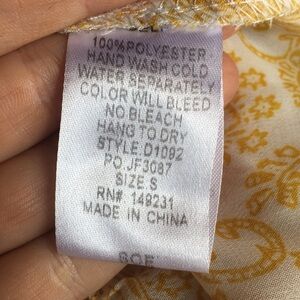 100%POLYESTER
HAND WASH COLD
WATER SEPARATELY
COLOR WILL BLEED
NO BLEACH
HANG TO DRY
STYLE:D1092
PO.JF3087
SIZE:S
RN# 149231
MADE IN CHINA